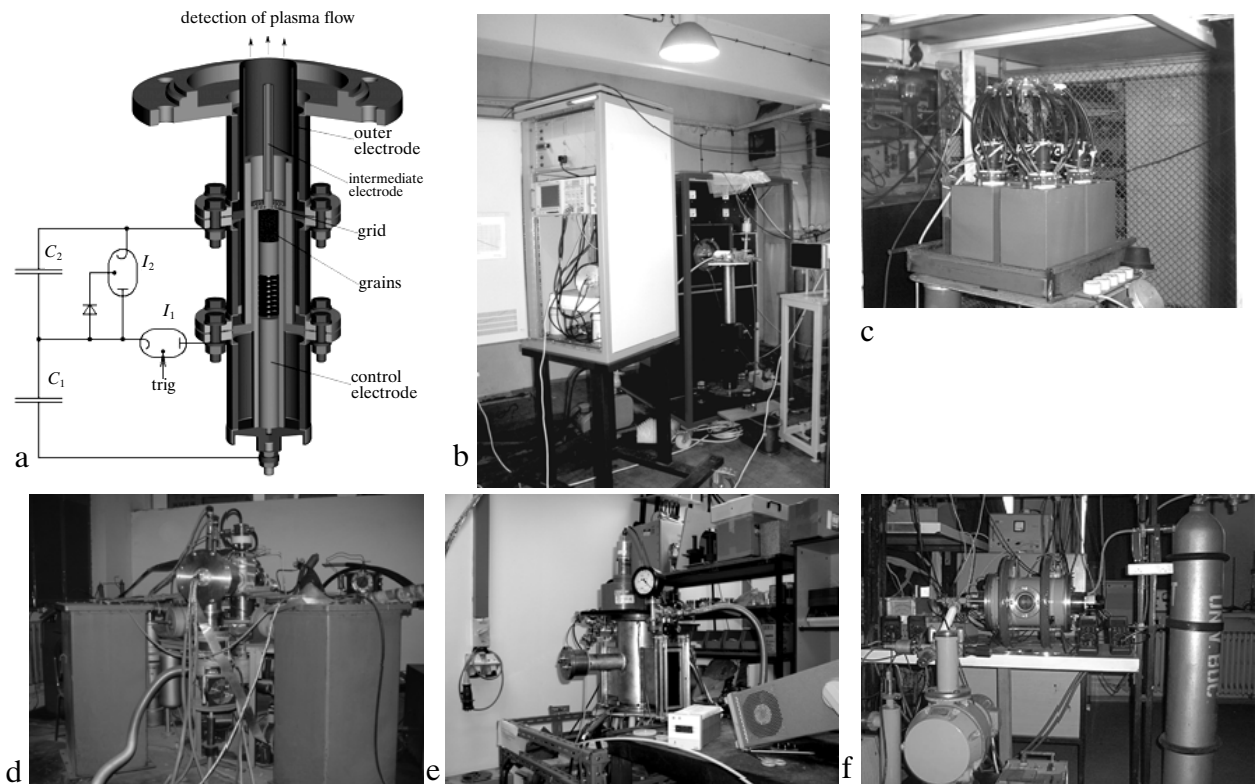 detection of plasma flow
outer
electrode
intermediate
electrode
grid
grains
control
electrode
C2
I2
I1
trig
C1
a
b
c
d
e
f